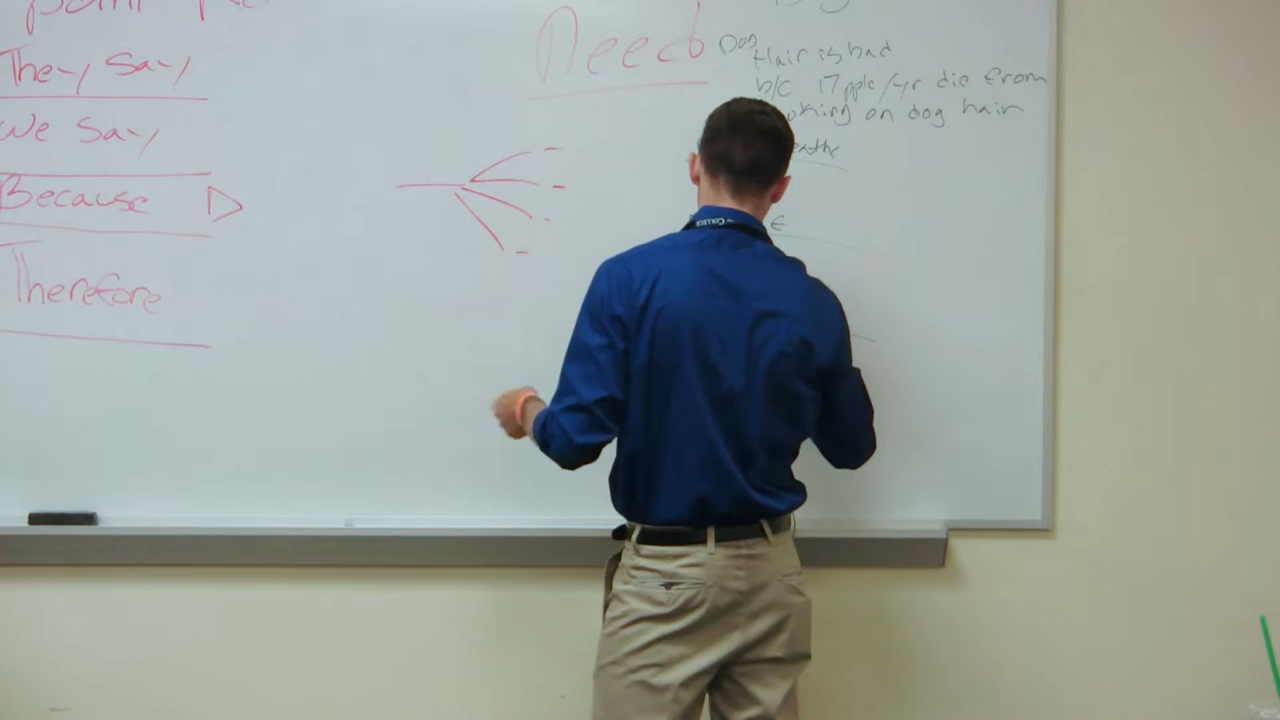 They Say
We Say
Because
Therefore
Need
Dog
Hair is bad
b/c 17 pple/yr die from
on dog hair